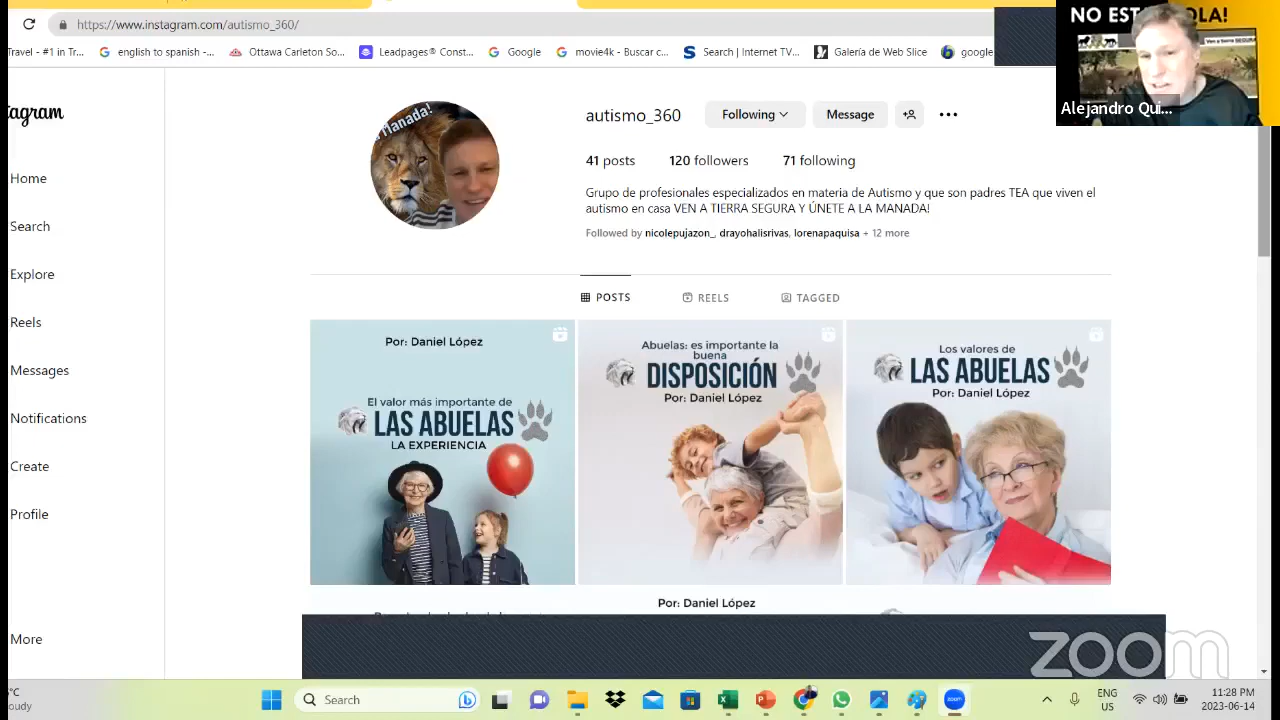 https://www.instagram.com/autismo_360/
NO EST OLA!
Travel - #1 in Tr...
english to spanish -...
Ottawa Carleton So...
Leadpages® Const...
movie4k - Buscar c...
Search | Internet TV...
Galería de Web Slice
google
Alejandro Qui...
tagram
Home
Search
Explore
Reels
Messages
Notifications
Create
Profile
More
Manada!
autismo_360
Following
Message
41 posts
120 followers
71 following
Grupo de profesionales especializados en materia de Autismo y que son padres TEA que viven el
autismo en casa VEN A TIERRA SEGURA Y ÚNETE A LA MANADA!
Followed by nicolepujazon_, drayohalisrivas, lorenapaquisa + 12 more
POSTS
REELS
TAGGED
Por: Daniel López
El valor más importante de
LAS ABUELAS
LA EXPERIENCIA
Abuelas: es importante la
buena
DISPOSICIÓN
Por: Daniel López
Los valores de
LAS ABUELAS
Por: Daniel López
Por: Daniel López
zoom
°C
oudy
Search
zoom
ENG
US
11:28 PM
2023-06-14